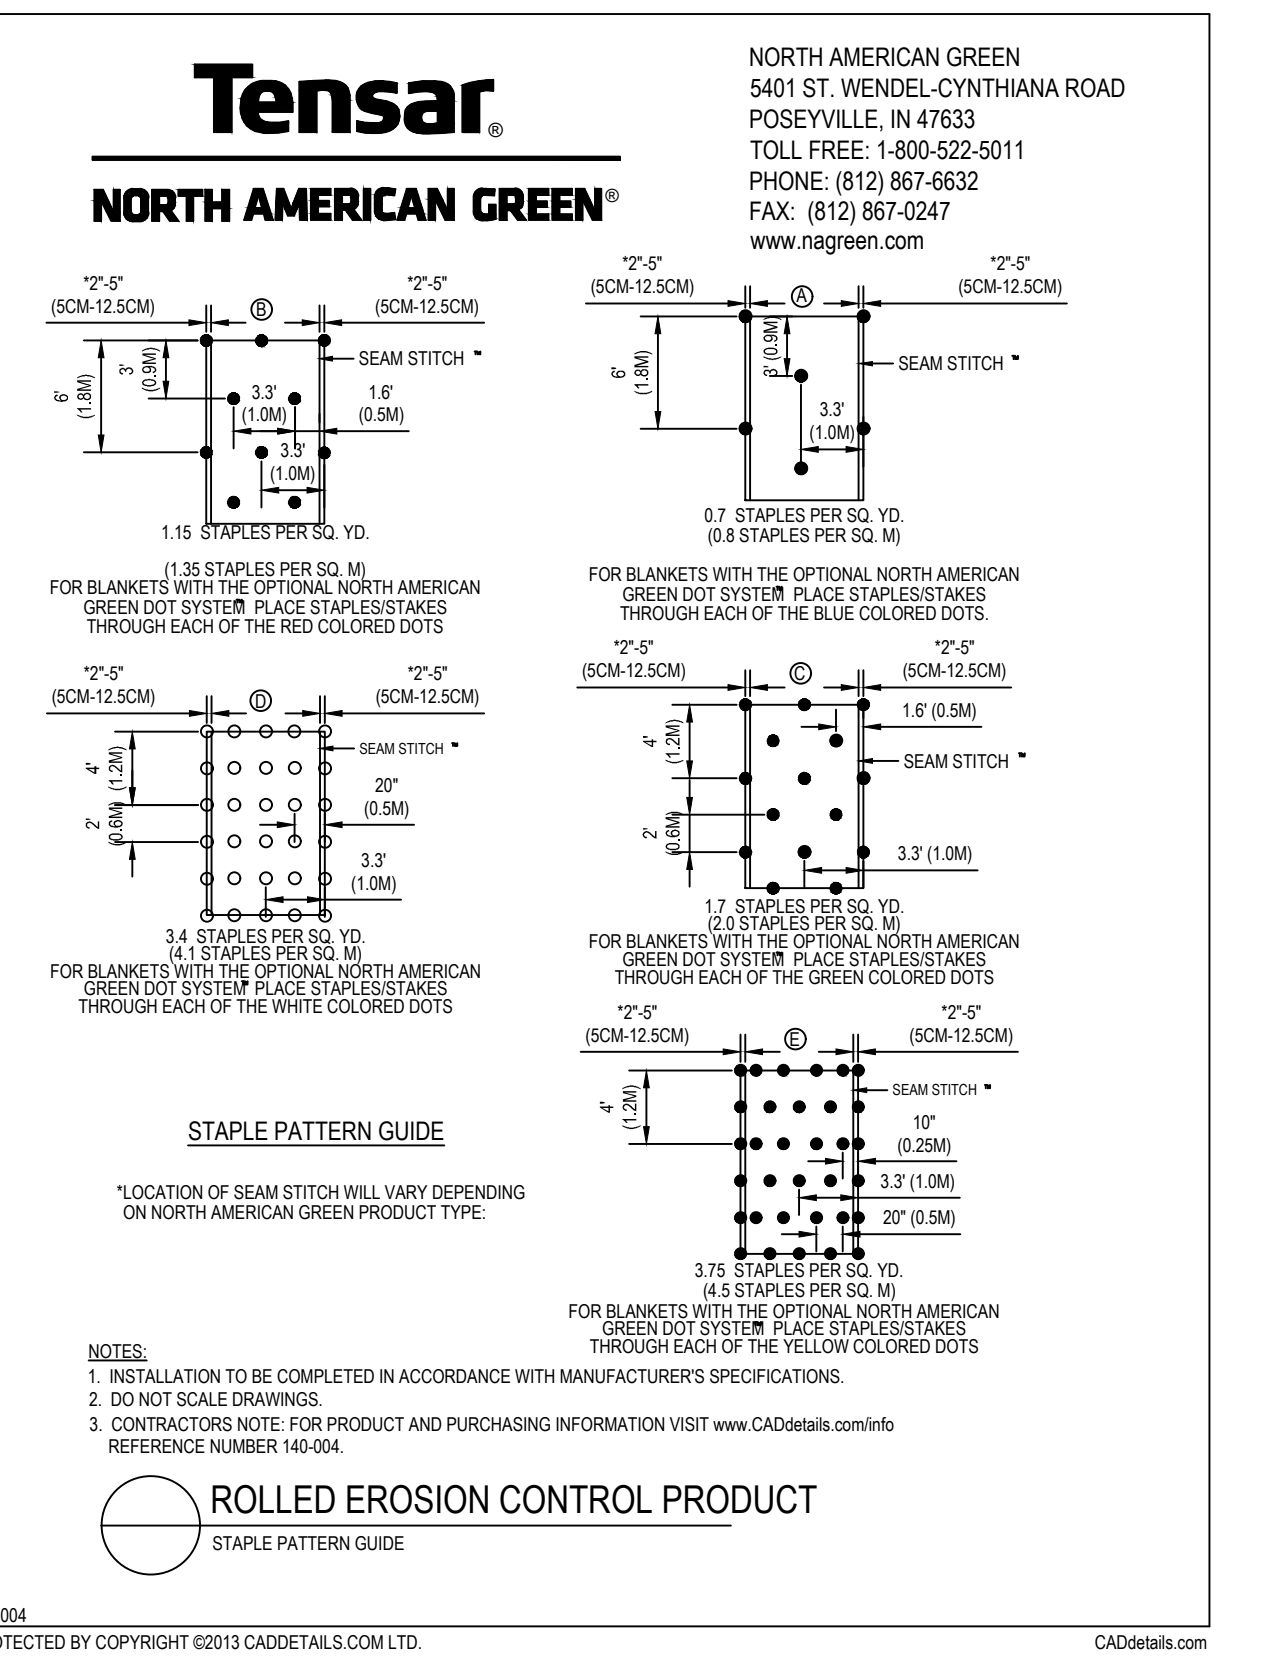 Tensar®
NORTH AMERICAN GREEN®
NORTH AMERICAN GREEN
5401 ST. WENDEL-CYNTHIANA ROAD
POSEYVILLE, IN 47633
TOLL FREE: 1-800-522-5011
PHONE: (812) 867-6632
FAX: (812) 867-0247
www.nagreen.com
*2"-5"
(5CM-12.5CM)
B
*2"-5"
(5CM-12.5CM)
SEAM STITCH ™
6'
(1.8M)
3'
(0.9M)
3.3'
(1.0M)
1.6'
(0.5M)
3.3'
(1.0M)
1.15 STAPLES PER SQ. YD.
(1.35 STAPLES PER SQ. M)
FOR BLANKETS WITH THE OPTIONAL NORTH AMERICAN
GREEN DOT SYSTEM™ PLACE STAPLES/STAKES
THROUGH EACH OF THE RED COLORED DOTS
*2"-5"
(5CM-12.5CM)
A
*2"-5"
(5CM-12.5CM)
SEAM STITCH ™
6'
(1.8M)
3' (0.9M)
3.3'
(1.0M)
0.7 STAPLES PER SQ. YD.
(0.8 STAPLES PER SQ. M)
FOR BLANKETS WITH THE OPTIONAL NORTH AMERICAN
GREEN DOT SYSTEM™ PLACE STAPLES/STAKES
THROUGH EACH OF THE BLUE COLORED DOTS.
*2"-5"
(5CM-12.5CM)
D
*2"-5"
(5CM-12.5CM)
SEAM STITCH ™
4'
(1.2M)
2'
(0.6M)
20"
(0.5M)
3.3'
(1.0M)
3.4 STAPLES PER SQ. YD.
(4.1 STAPLES PER SQ. M)
FOR BLANKETS WITH THE OPTIONAL NORTH AMERICAN
GREEN DOT SYSTEM™ PLACE STAPLES/STAKES
THROUGH EACH OF THE WHITE COLORED DOTS
*2"-5"
(5CM-12.5CM)
C
*2"-5"
(5CM-12.5CM)
1.6' (0.5M)
SEAM STITCH ™
4'
(1.2M)
2'
(0.6M)
3.3' (1.0M)
1.7 STAPLES PER SQ. YD.
(2.0 STAPLES PER SQ. M)
FOR BLANKETS WITH THE OPTIONAL NORTH AMERICAN
GREEN DOT SYSTEM™ PLACE STAPLES/STAKES
THROUGH EACH OF THE GREEN COLORED DOTS
*2"-5"
(5CM-12.5CM)
E
*2"-5"
(5CM-12.5CM)
SEAM STITCH ™
4'
(1.2M)
10"
(0.25M)
3.3' (1.0M)
20" (0.5M)
3.75 STAPLES PER SQ. YD.
(4.5 STAPLES PER SQ. M)
FOR BLANKETS WITH THE OPTIONAL NORTH AMERICAN
GREEN DOT SYSTEM™ PLACE STAPLES/STAKES
THROUGH EACH OF THE YELLOW COLORED DOTS
STAPLE PATTERN GUIDE
*LOCATION OF SEAM STITCH WILL VARY DEPENDING
ON NORTH AMERICAN GREEN PRODUCT TYPE:
NOTES:
1. INSTALLATION TO BE COMPLETED IN ACCORDANCE WITH MANUFACTURER'S SPECIFICATIONS.
2. DO NOT SCALE DRAWINGS.
3. CONTRACTORS NOTE: FOR PRODUCT AND PURCHASING INFORMATION VISIT www.CADdetails.com/info
REFERENCE NUMBER 140-004.
ROLLED EROSION CONTROL PRODUCT
STAPLE PATTERN GUIDE
004
OTECTED BY COPYRIGHT ©2013 CADDETAILS.COM LTD.
CADdetails.com